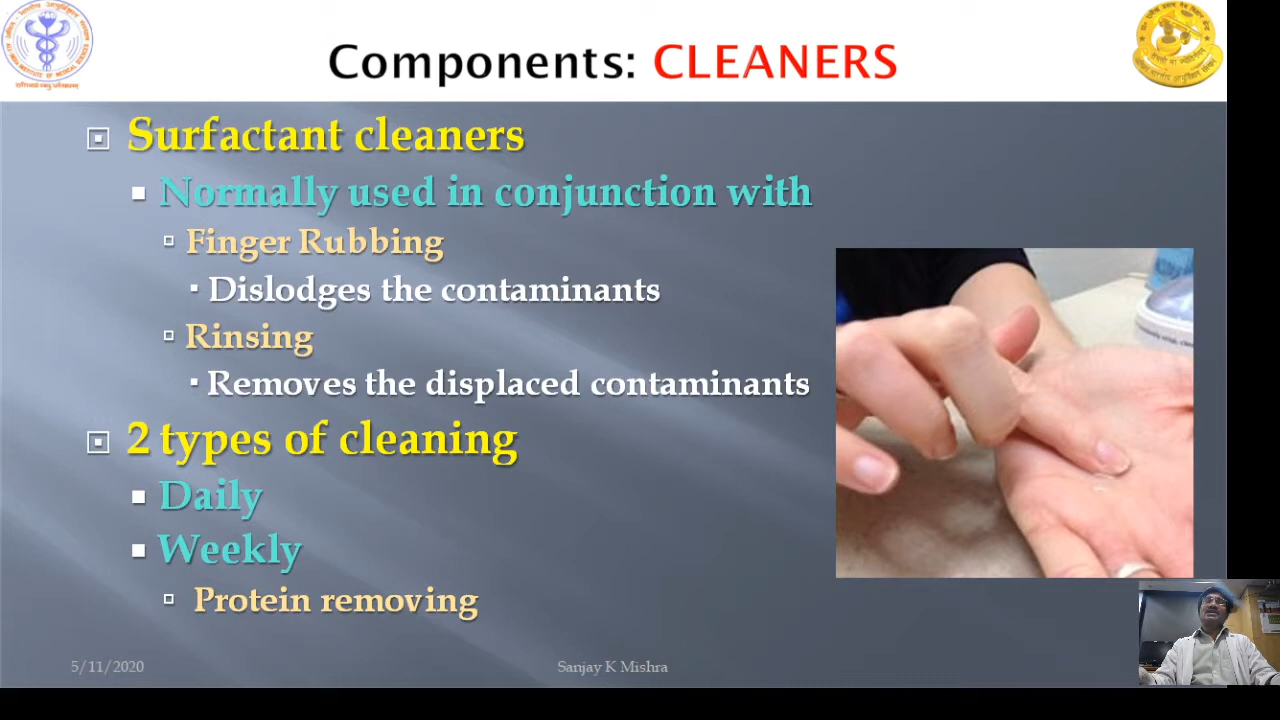 Components: CLEANERS
Surfactant cleaners
Normally used in conjunction with
Finger Rubbing
Dislodges the contaminants
Rinsing
Removes the displaced contaminants
2 types of cleaning
Daily
Weekly
Protein removing
5/11/2020
Sanjay K Mishra